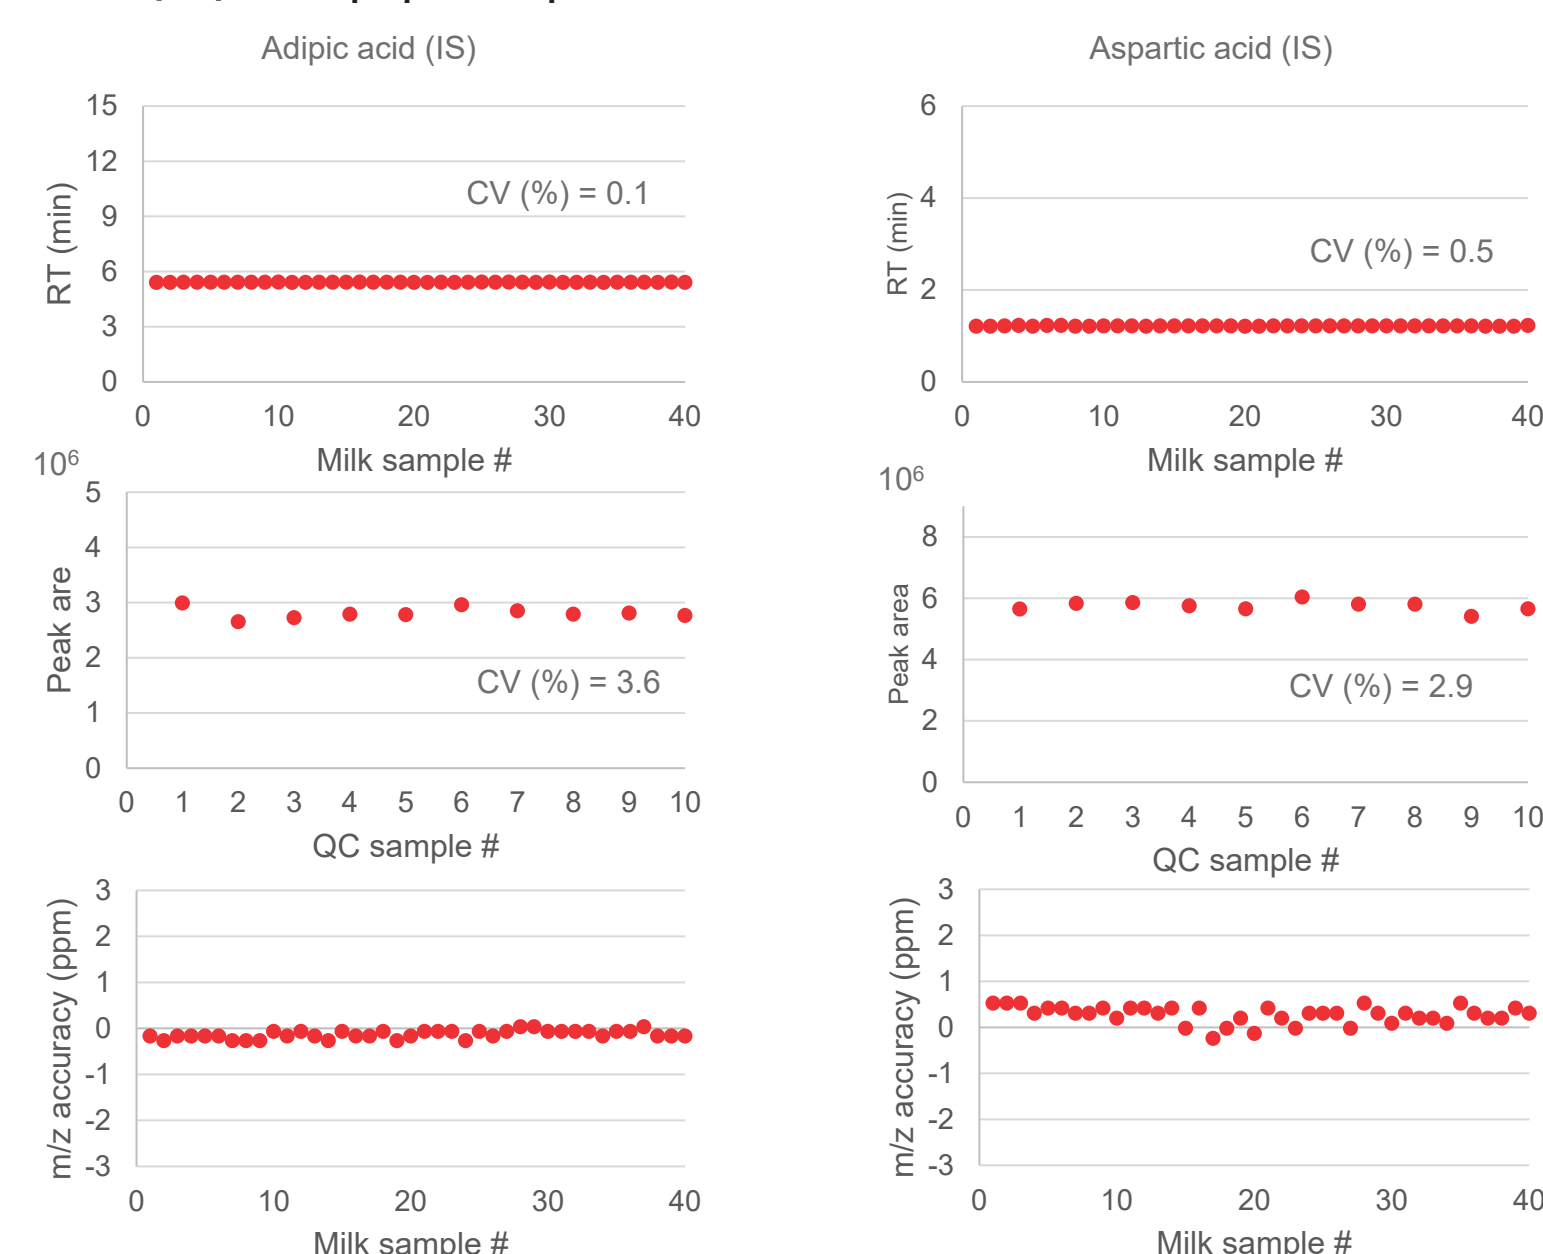 Adipic acid (IS)
15
12
9
6
3
0
RT (min)
CV (%) = 0.1
0 10 20 30 40
Milk sample #
10⁶
5
4
3
2
1
0
Peak are
CV (%) = 3.6
0 1 2 3 4 5 6 7 8 9 10
QC sample #
3
2
1
0
-1
-2
-3
m/z accuracy (ppm)
0 10 20 30 40
Milk sample #
Aspartic acid (IS)
6
4
2
0
RT (min)
CV (%) = 0.5
0 10 20 30 40
Milk sample #
10⁶
8
6
4
2
0
Peak area
CV (%) = 2.9
0 1 2 3 4 5 6 7 8 9 10
QC sample #
3
2
1
0
-1
-2
-3
m/z accuracy (ppm)
0 10 20 30 40
Milk sample #